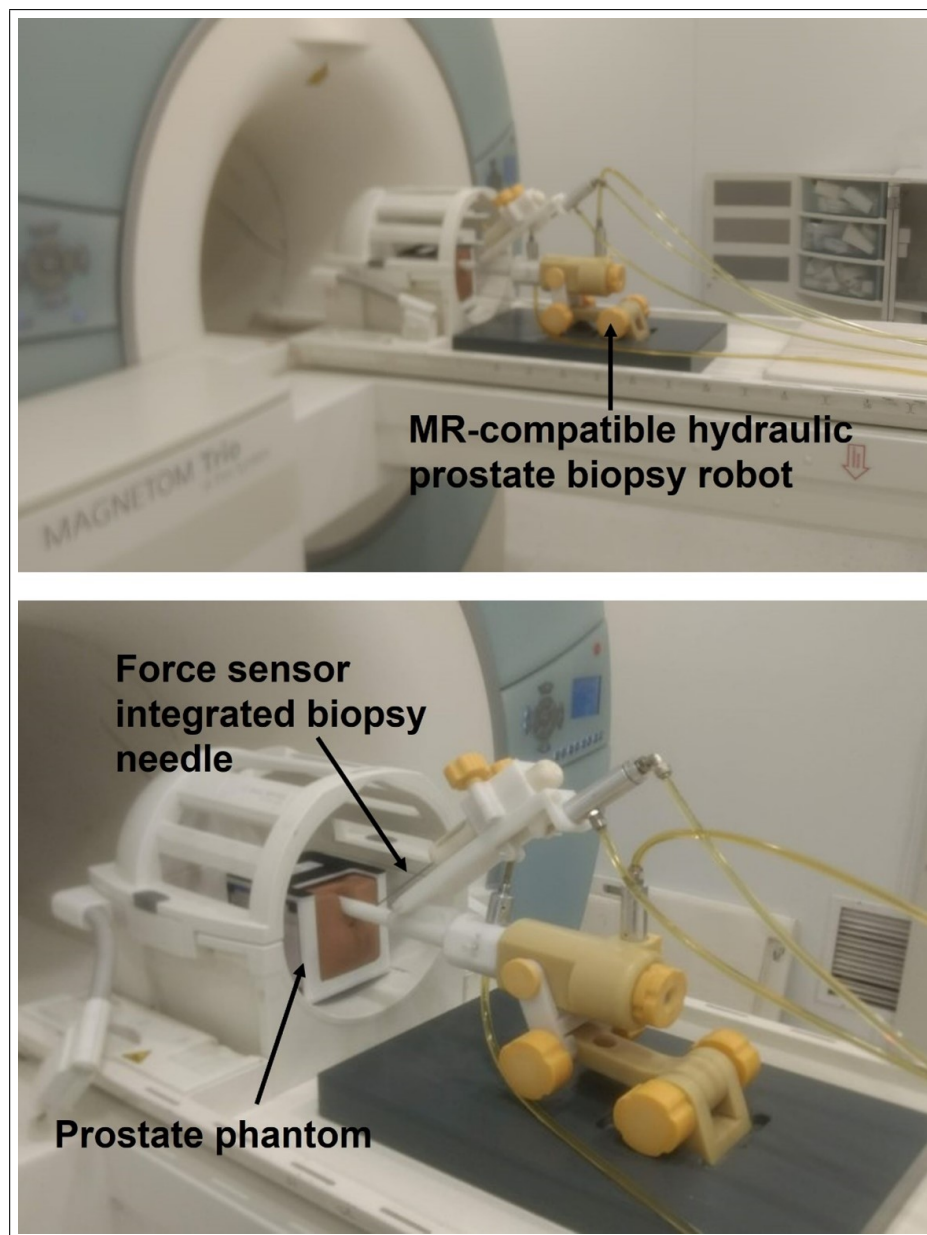 MR-compatible hydraulic
prostate biopsy robot
MAGNETOM Trio
Force sensor
integrated biopsy
needle
Prostate phantom